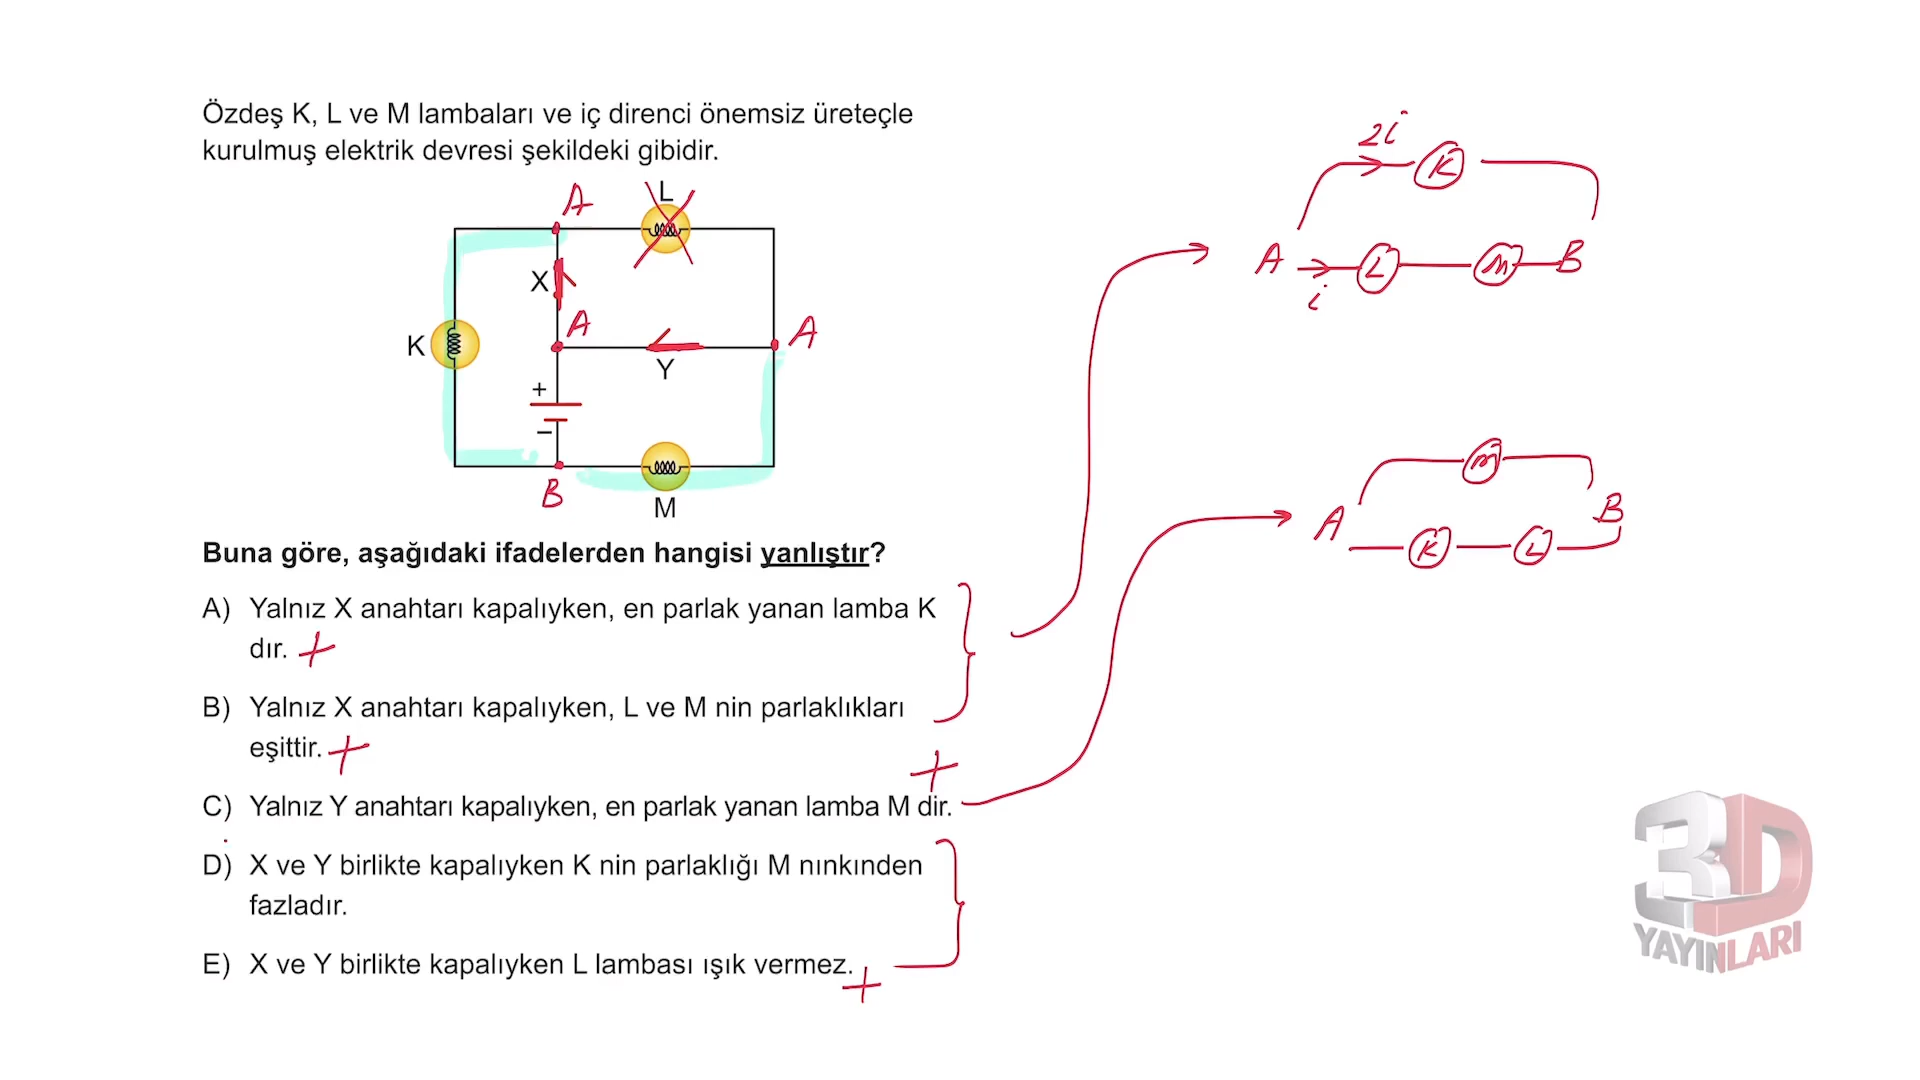 Özdeş K, L ve M lambaları ve iç direnci önemsiz üreteçle
kurulmuş elektrik devresi şekildeki gibidir.
A
L
X
A
A
K
Y
+
−
B
M
2i
K
A
L
M
B
i
M
A
B
K
L
Buna göre, aşağıdaki ifadelerden hangisi yanlıştır?
A) Yalnız X anahtarı kapalıyken, en parlak yanan lamba K
dır. +
B) Yalnız X anahtarı kapalıyken, L ve M nin parlaklıkları
eşittir. +
+
C) Yalnız Y anahtarı kapalıyken, en parlak yanan lamba M dir.
D) X ve Y birlikte kapalıyken K nin parlaklığı M nınkınden
fazladır.
E) X ve Y birlikte kapalıyken L lambası ışık vermez. +
3D
YAYINLARI